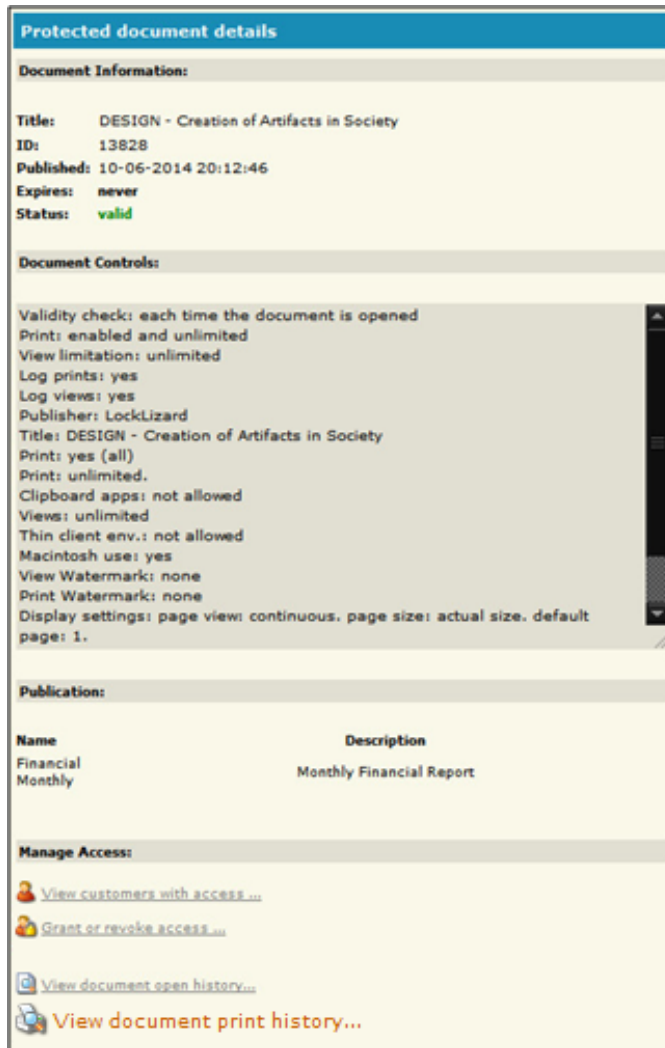 Protected document details
Document Information:
Title: DESIGN - Creation of Artifacts in Society
ID: 13828
Published: 10-06-2014 20:12:46
Expires: never
Status: valid
Document Controls:
Validity check: each time the document is opened
Print: enabled and unlimited
View limitation: unlimited
Log prints: yes
Log views: yes
Publisher: LockLizard
Title: DESIGN - Creation of Artifacts in Society
Print: yes (all)
Print: unlimited.
Clipboard apps: not allowed
Views: unlimited
Thin client env.: not allowed
Macintosh use: yes
View Watermark: none
Print Watermark: none
Display settings: page view: continuous. page size: actual size. default
page: 1.
Publication:
Name Description
Financial
Monthly Monthly Financial Report
Manage Access:
View customers with access ...
Grant or revoke access ...
View document open history...
View document print history...